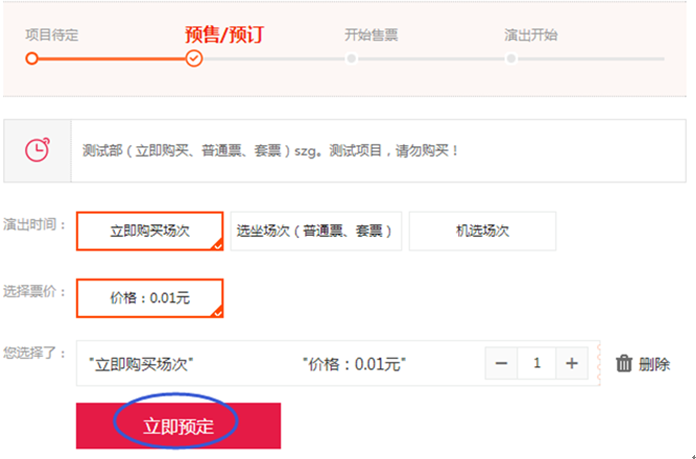 项目待定 预售/预订 开始售票 演出开始
测试部（立即购买、普通票、套票）szg。测试项目，请勿购买！
演出时间： 立即购买场次 选坐场次（普通票、套票） 机选场次
选择票价： 价格：0.01元
您选择了： "立即购买场次" "价格：0.01元" − 1 + 删除
立即预定